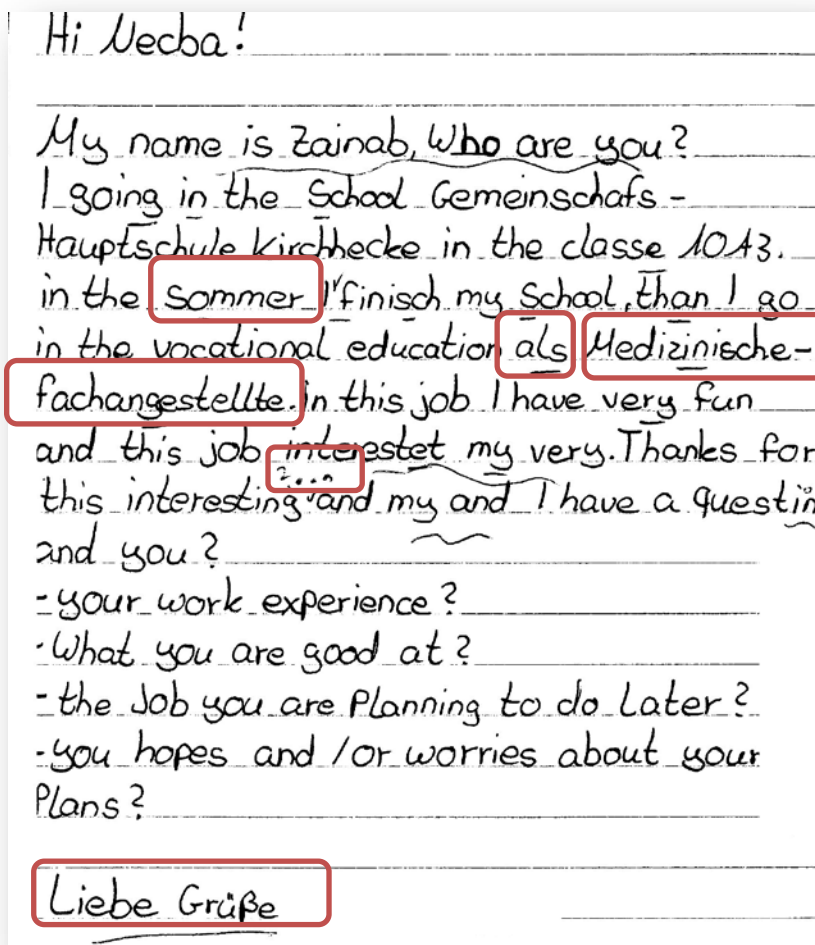 Hi Necba!
My name is Zainab, Who are you?
I going in the School Gemeinschafs-
Hauptschule Kirchhecke in the classe 10A3.
in the Sommer I finisch my School, than I go
in the vocational education als Medizinische-
fachangestellte. in this job I have very fun
and this job interestet my very. Thanks for
?...
this interesting and my and I have a questin
and you?
- your work experience?
- What you are good at?
- the Job you are Planning to do Later?
- you hopes and /or worries about your
Plans?
Liebe Grüße